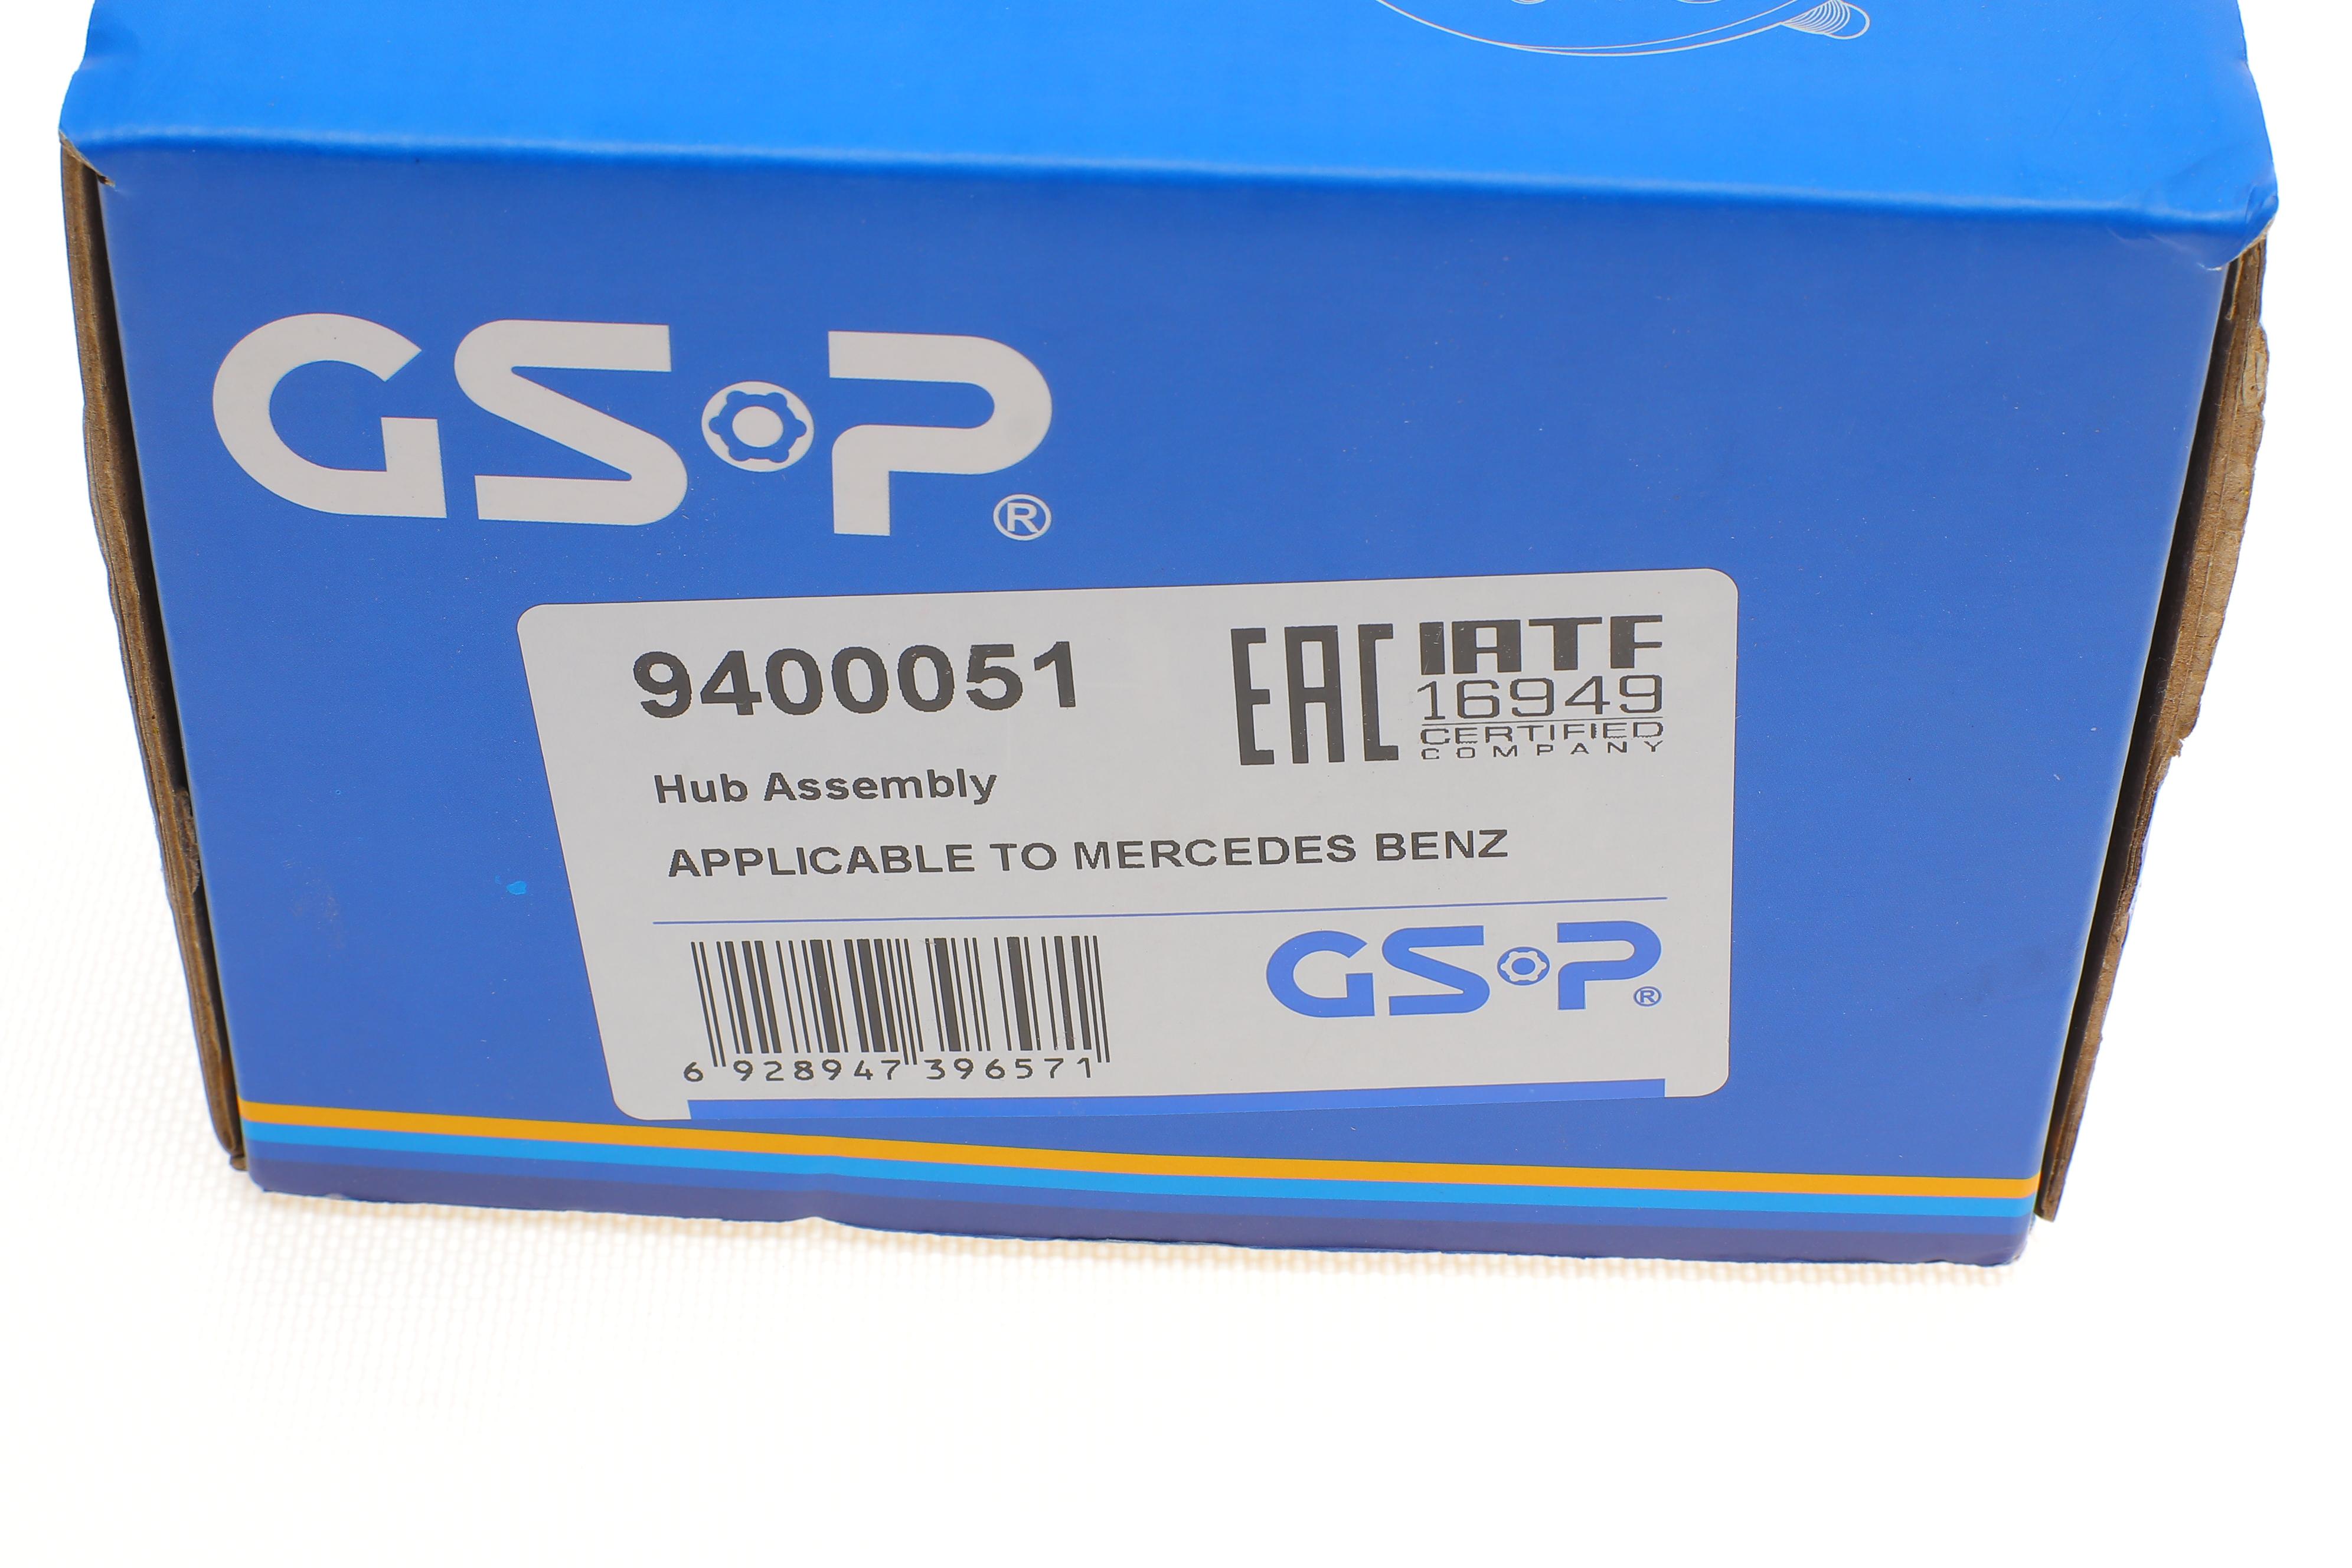 GSP®
9400051
EAC
IATF
16949
CERTIFIED
COMPANY
Hub Assembly
APPLICABLE TO MERCEDES BENZ
GSP®
6 928947 396571